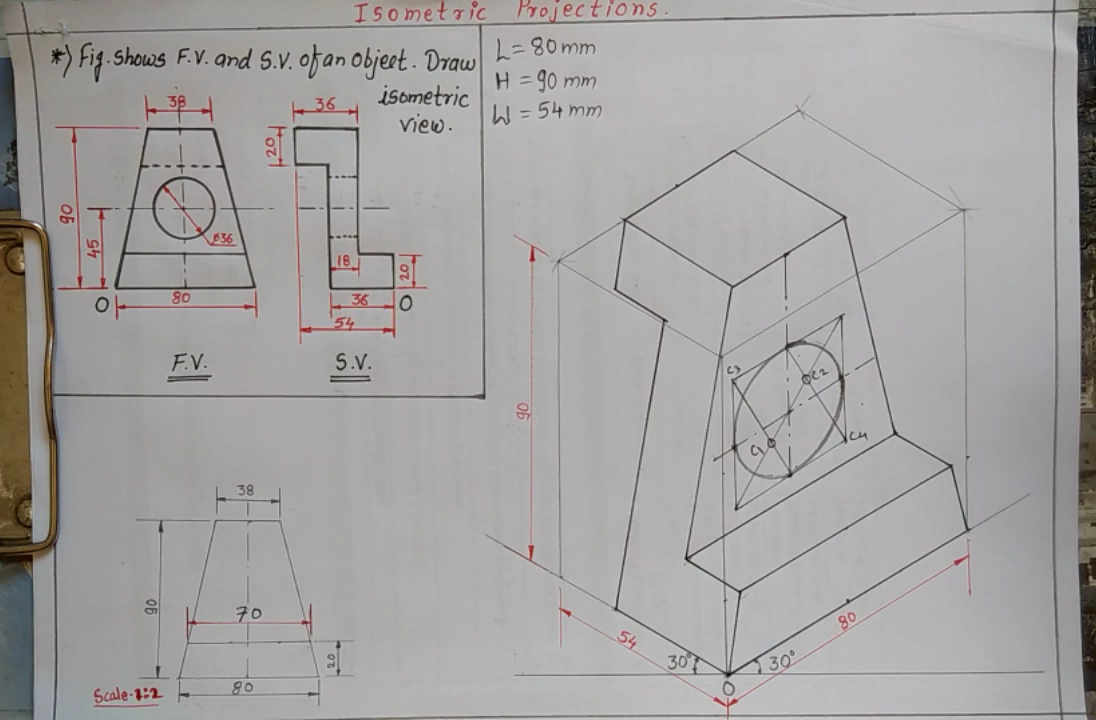 Isometric Projections.
*) Fig. shows F.V. and S.V. of an object. Draw
isometric
view.
L = 80 mm
H = 90 mm
W = 54 mm
38
36
20
90
45
ø36
18
20
O
80
36
O
54
F.V.
S.V.
90
C3
C2
C1
C4
38
90
70
20
80
Scale-1:2
54
80
30°
30°
O